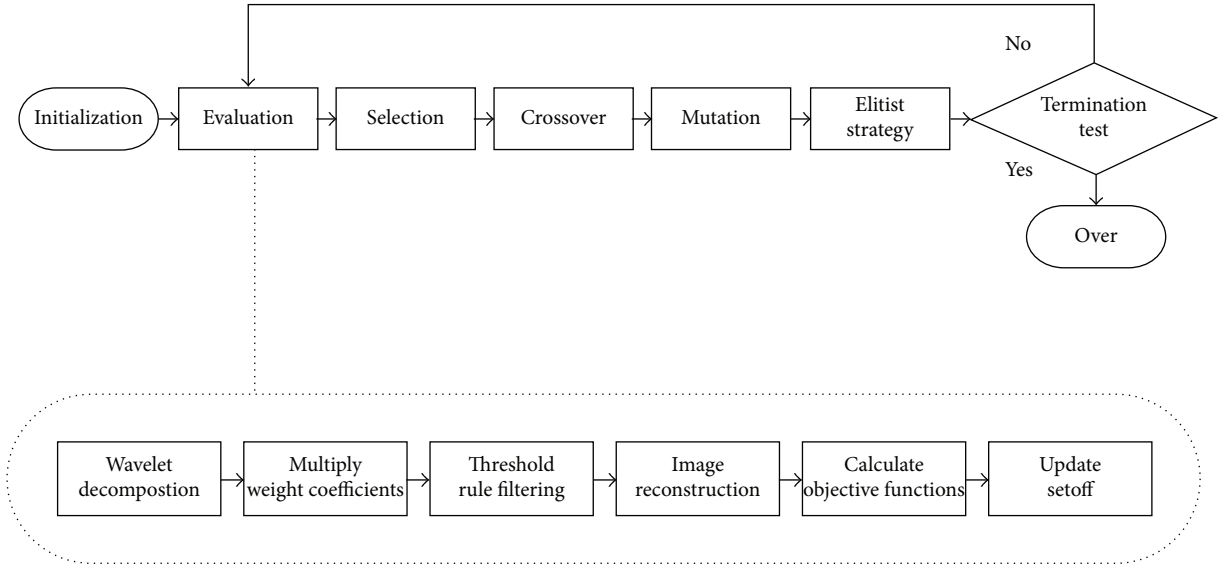 No
Initialization
Evaluation
Selection
Crossover
Mutation
Elitist
strategy
Termination
test
Yes
Over
Wavelet
decompostion
Multiply
weight coefficients
Threshold
rule filtering
Image
reconstruction
Calculate
objective functions
Update
setoff